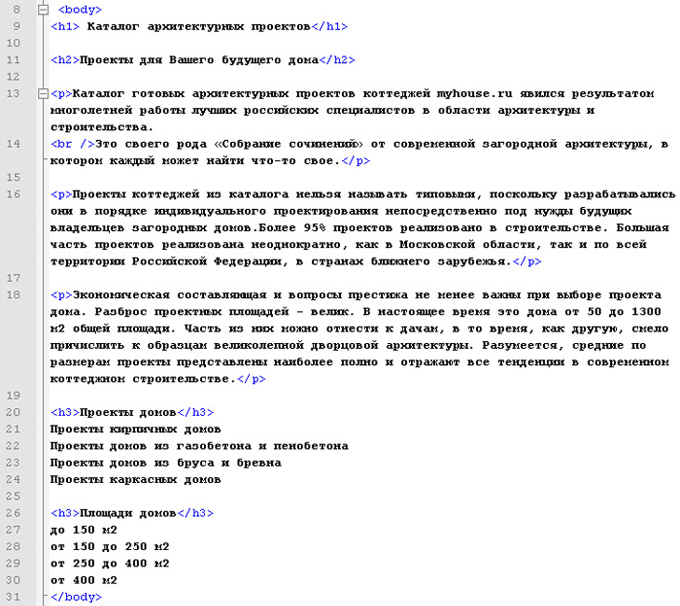 8 <body>
9 <h1> Каталог архитектурных проектов</h1>
10
11 <h2>Проекты для Вашего будущего дома</h2>
12
13 <p>Каталог готовых архитектурных проектов коттеджей myhouse.ru явился результатом
многолетней работы лучших российских специалистов в области архитектуры и
строительства.
14 <br />Это своего рода «Собрание сочинений» от современной загородной архитектуры, в
котором каждый может найти что-то свое.</p>
15
16 <p>Проекты коттеджей из каталога нельзя называть типовыми, поскольку разрабатывались
они в порядке индивидуального проектирования непосредственно под нужды будущих
владельцев загородных домов.Более 95% проектов реализовано в строительстве. Большая
часть проектов реализована неоднократно, как в Московской области, так и по всей
территории Российской Федерации, в странах ближнего зарубежья.</p>
17
18 <p>Экономическая составляющая и вопросы престижа не менее важны при выборе проекта
дома. Разброс проектных площадей - велик. В настоящее время это дома от 50 до 1300
м2 общей площади. Часть из них можно отнести к дачам, в то время, как другую, смело
причислить к образцам великолепной дворцовой архитектуры. Разумеется, средние по
размерам проекты представлены наиболее полно и отражают все тенденции в современном
коттеджном строительстве.</p>
19
20 <h3>Проекты домов</h3>
21 Проекты кирпичных домов
22 Проекты домов из газобетона и пенобетона
23 Проекты домов из бруса и бревна
24 Проекты каркасных домов
25
26 <h3>Площади домов</h3>
27 до 150 м2
28 от 150 до 250 м2
29 от 250 до 400 м2
30 от 400 м2
31 </body>